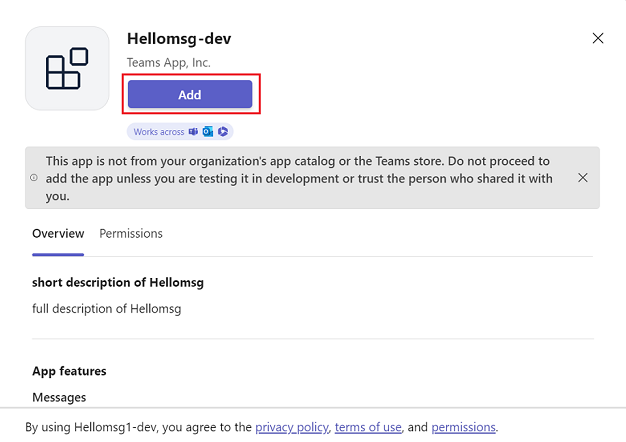 Hellomsg-dev
Teams App, Inc.
Add
Works across
This app is not from your organization's app catalog or the Teams store. Do not proceed to
add the app unless you are testing it in development or trust the person who shared it with
you.
Overview Permissions
short description of Hellomsg
full description of Hellomsg
App features
Messages
By using Hellomsg1-dev, you agree to the privacy policy, terms of use, and permissions.